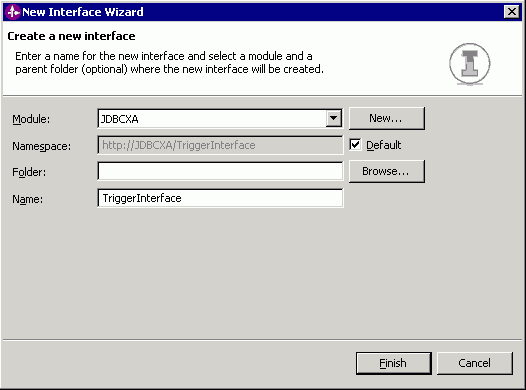 New Interface Wizard
Create a new interface
Enter a name for the new interface and select a module and a
parent folder (optional) where the new interface will be created.
Module: JDBCXA New...
Namespace: http://JDBCXA/TriggerInterface Default
Folder: Browse...
Name: TriggerInterface
Finish Cancel